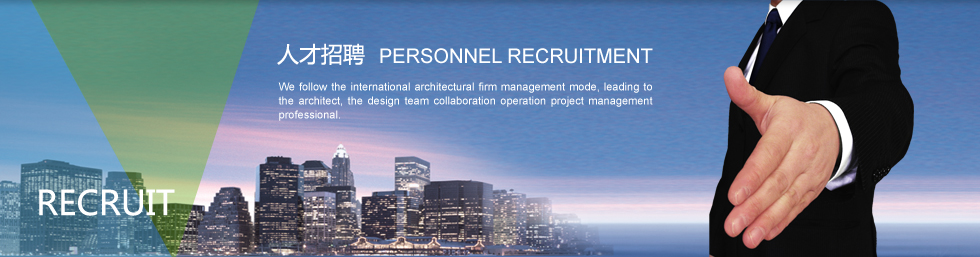 人才招聘 PERSONNEL RECRUITMENT
We follow the international architectural firm management mode, leading to
the architect, the design team collaboration operation project management
professional.
RECRUIT